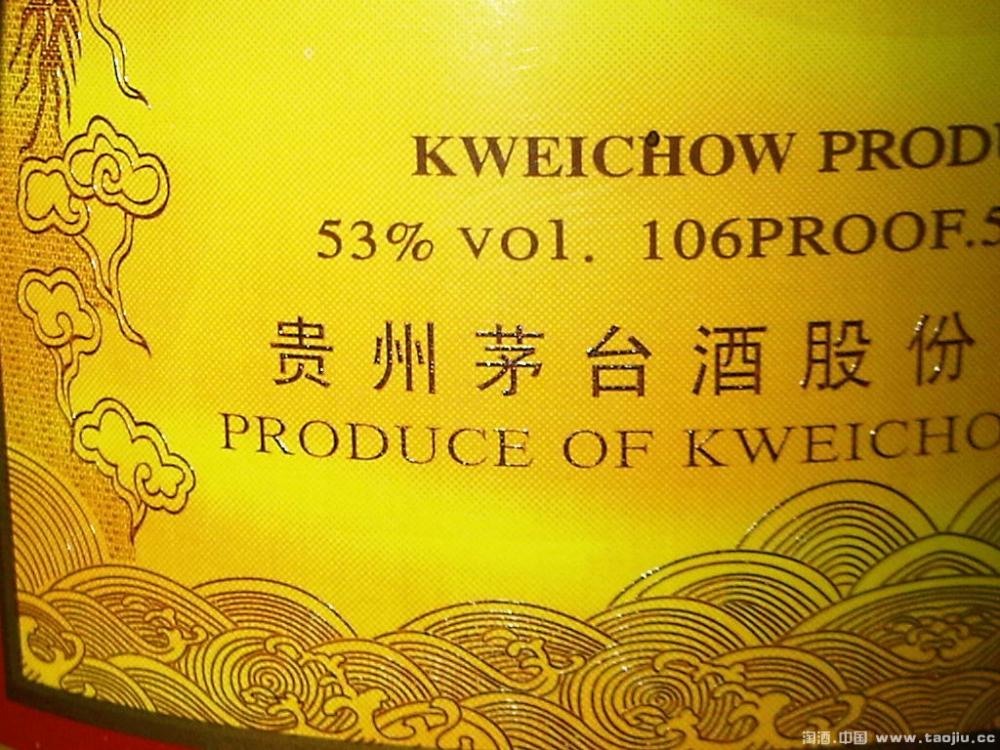 KWEICHOW PRODU
53% vol. 106PROOF.5
贵州茅台酒股份
PRODUCE OF KWEICHO
淘酒.中国 www.taojiu.cc